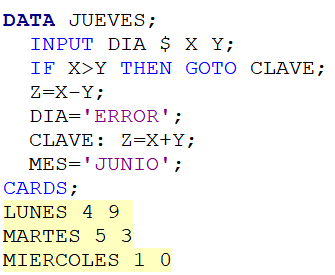 DATA JUEVES;
INPUT DIA $ X Y;
IF X>Y THEN GOTO CLAVE;
Z=X-Y;
DIA='ERROR';
CLAVE: Z=X+Y;
MES='JUNIO';
CARDS;
LUNES 4 9
MARTES 5 3
MIERCOLES 1 0